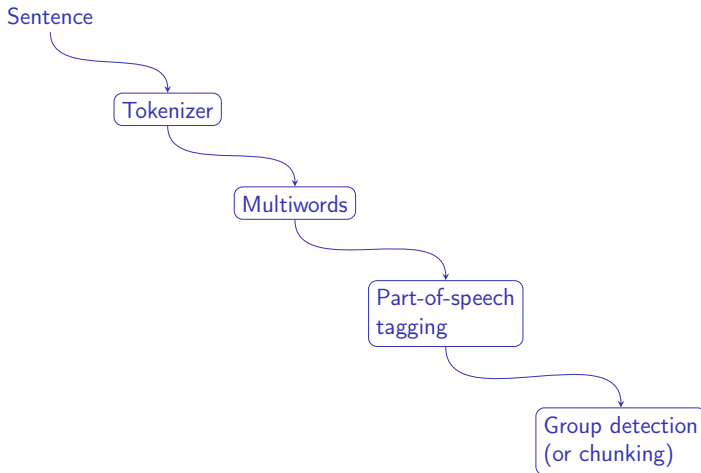 Sentence
Tokenizer
Multiwords
Part-of-speech
tagging
Group detection
(or chunking)